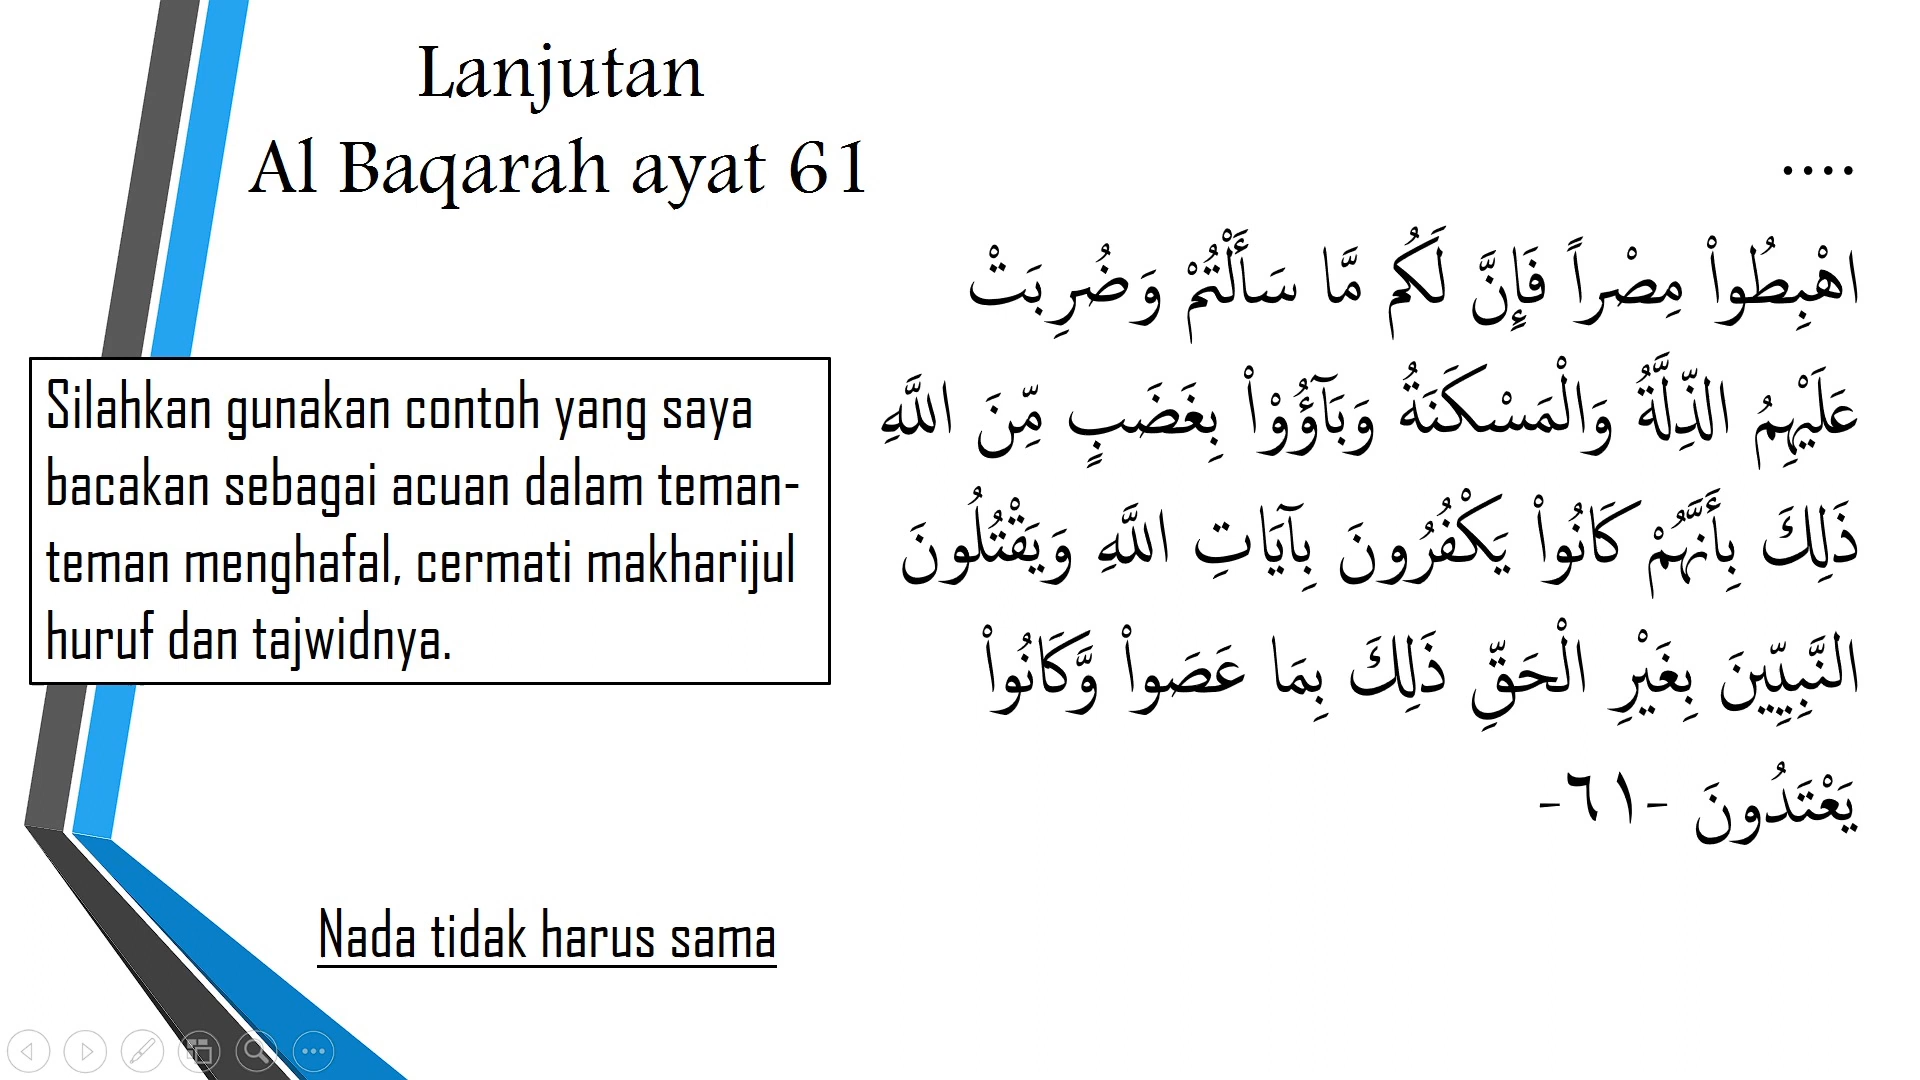 Lanjutan
Al Baqarah ayat 61
Silahkan gunakan contoh yang saya
bacakan sebagai acuan dalam teman-
teman menghafal, cermati makharijul
huruf dan tajwidnya.
Nada tidak harus sama
....
اهْبِطُواْ مِصْراً فَإِنَّ لَكُم مَّا سَأَلْتُمْ وَضُرِبَتْ
عَلَيْهِمُ الذِّلَّةُ وَالْمَسْكَنَةُ وَبَآؤُوْاْ بِغَضَبٍ مِّنَ اللَّهِ
ذَلِكَ بِأَنَّهُمْ كَانُواْ يَكْفُرُونَ بِآيَاتِ اللَّهِ وَيَقْتُلُونَ
النَّبِيِّينَ بِغَيْرِ الْحَقِّ ذَلِكَ بِمَا عَصَواْ وَّكَانُواْ
يَعْتَدُونَ -٦١-